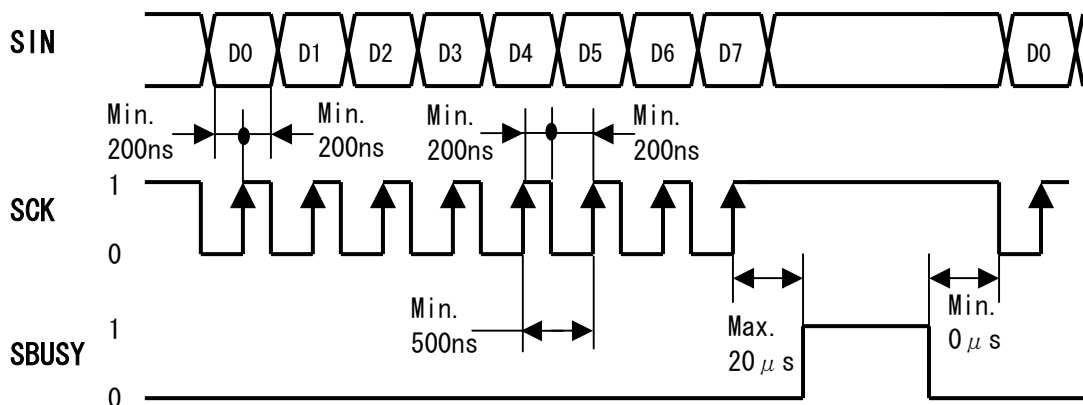 SIN D0 D1 D2 D3 D4 D5 D6 D7 D0
Min. 200ns
Min. 200ns
Min. 200ns
Min. 200ns
SCK
1
0
Min. 500ns
Max. 20μs
Min. 0μs
SBUSY
1
0